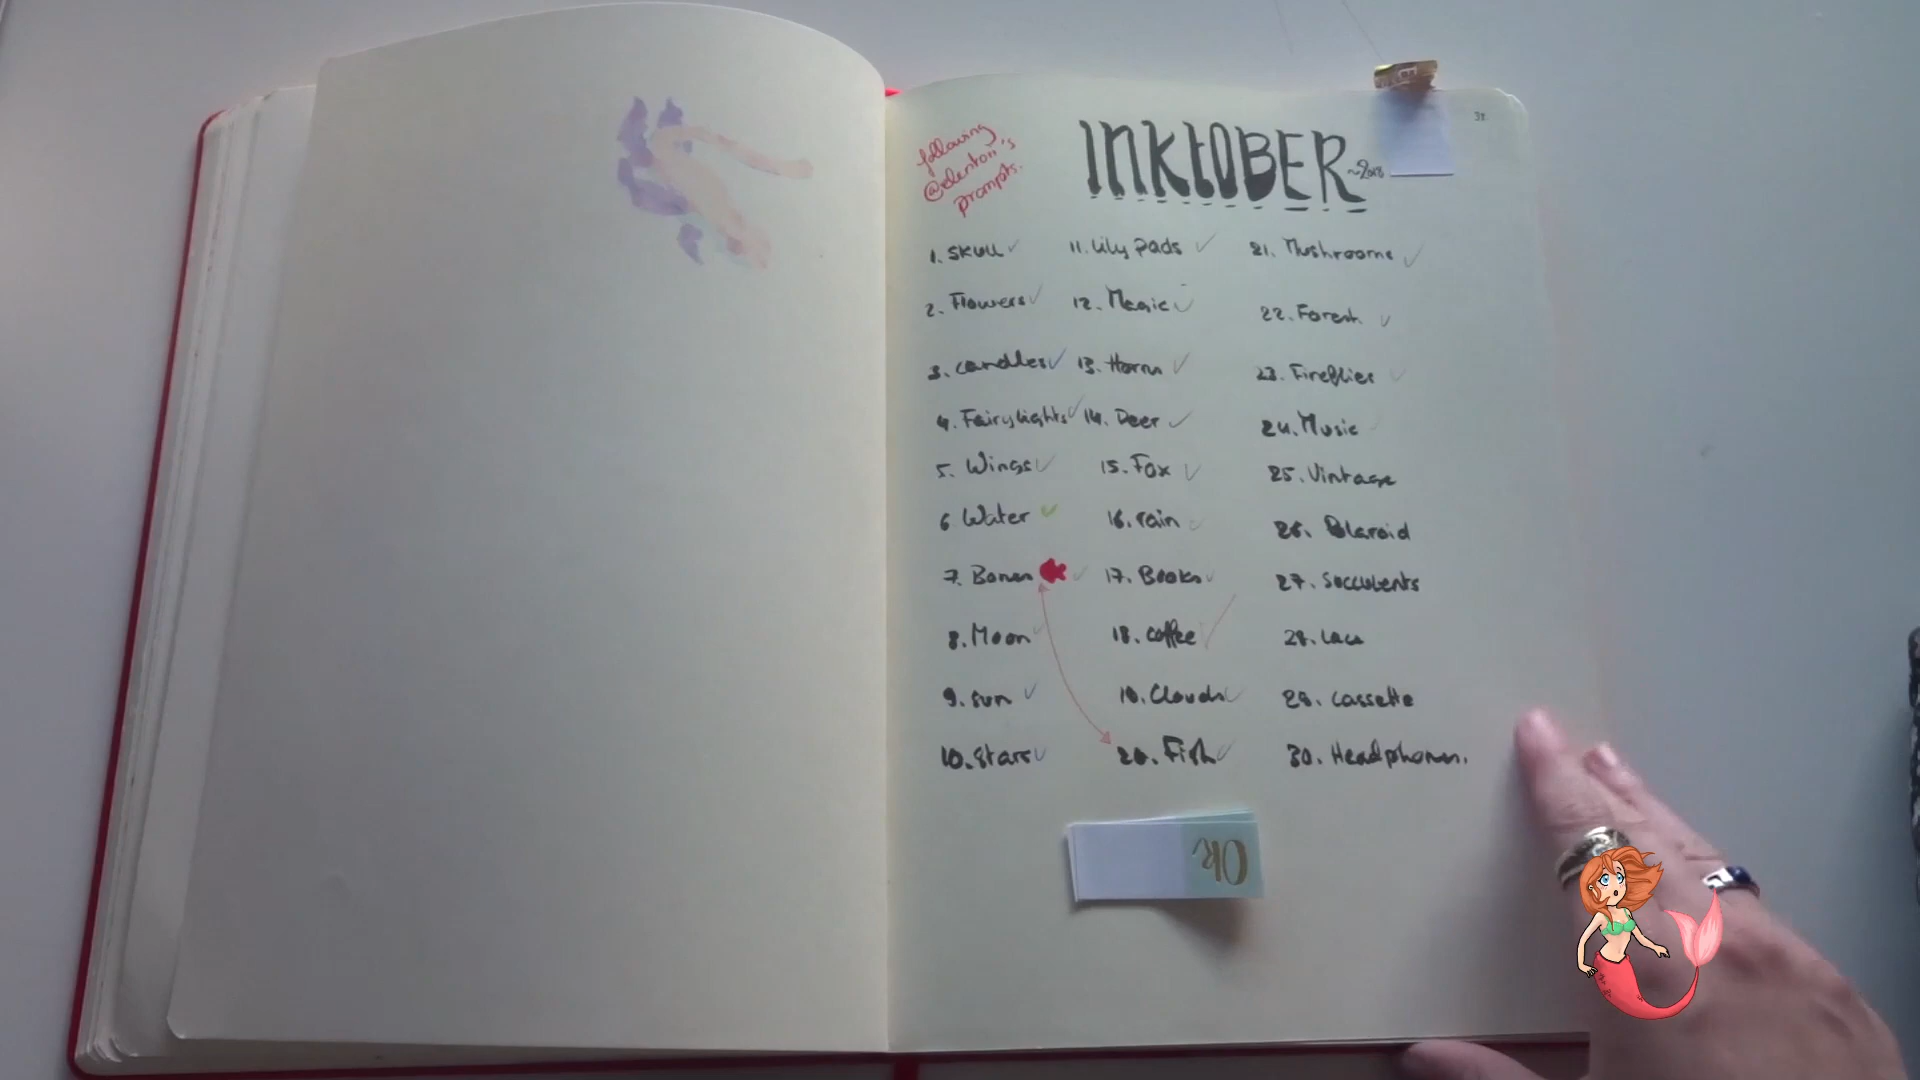 following
@elenton's
prompts.
INKTOBER ~2018
1. Skull ✓
2. Flowers ✓
3. candles ✓
4. Fairylights ✓
5. Wings ✓
6. Water ✓
7. Bones ✓
8. Moon ✓
9. sun ✓
10. stars ✓
11. Lily pads ✓
12. Magic ✓
13. Horns ✓
14. Deer ✓
15. Fox ✓
16. rain ✓
17. Books ✓
18. coffee ✓
19. Clouds ✓
20. Fish ✓
21. Mushrooms ✓
22. Forest ✓
23. Fireflies ✓
24. Music
25. Vintage
26. Polaroid
27. Succulents
28. Lace
29. Cassette
30. Headphones.
Ok